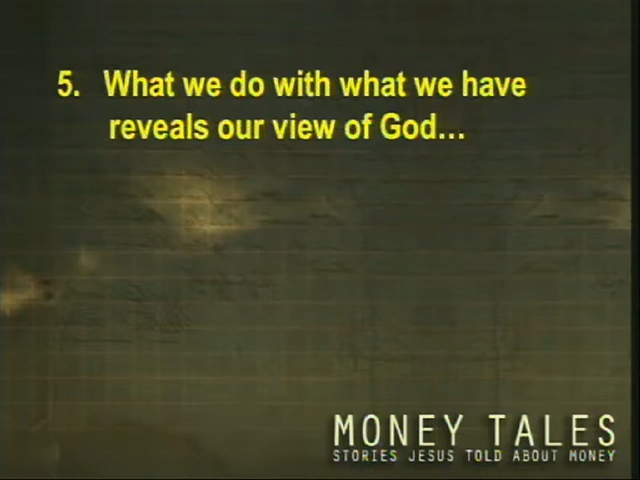 5. What we do with what we have
reveals our view of God...
MONEY TALES
STORIES JESUS TOLD ABOUT MONEY